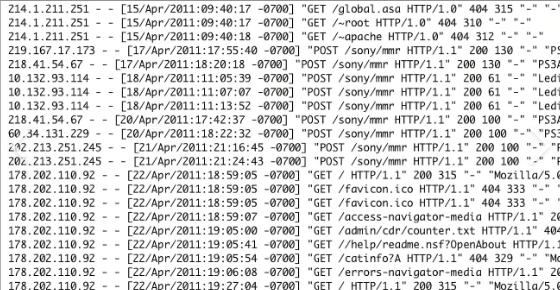 214.1.211.251 - - [15/Apr/2011:09:40:17 -0700] "GET /global.asa HTTP/1.0" 404 315 "-" "-"
214.1.211.251 - - [15/Apr/2011:09:40:17 -0700] "GET /~root HTTP/1.0" 404 310 "-" "-"
214.1.211.251 - - [15/Apr/2011:09:40:18 -0700] "GET /~apache HTTP/1.0" 404 312 "-" "-"
219.167.17.173 - - [17/Apr/2011:17:55:40 -0700] "POST /sony/mmr HTTP/1.1" 200 130 "-" "PS
218.41.54.67 - - [17/Apr/2011:18:20:18 -0700] "POST /sony/mmr HTTP/1.1" 200 130 "-" "PS3A
10.132.93.114 - - [18/Apr/2011:11:05:39 -0700] "POST /sony/mmr HTTP/1.1" 200 61 "-" "Ledi
10.132.93.114 - - [18/Apr/2011:11:07:07 -0700] "POST /sony/mmr HTTP/1.1" 200 61 "-" "Ledi
10.132.93.114 - - [18/Apr/2011:11:13:52 -0700] "POST /sony/mmr HTTP/1.1" 200 61 "-" "Ledi
218.41.54.67 - - [20/Apr/2011:17:42:37 -0700] "POST /sony/mmr HTTP/1.1" 200 100 "-" "PS3A
60.34.131.229 - - [20/Apr/2011:18:22:32 -0700] "POST /sony/mmr HTTP/1.1" 200 100 "-" "PS3
202.213.251.245 - - [21/Apr/2011:21:16:45 -0700] "POST /sony/mmr HTTP/1.1" 200 100 "-" "P
202.213.251.245 - - [21/Apr/2011:21:24:43 -0700] "POST /sony/mmr HTTP/1.1" 200 100 "-" "P
178.202.110.92 - - [22/Apr/2011:18:59:05 -0700] "GET / HTTP/1.1" 200 315 "-" "Mozilla/5.0
178.202.110.92 - - [22/Apr/2011:18:59:05 -0700] "GET /favicon.ico HTTP/1.1" 404 333 "-" "
178.202.110.92 - - [22/Apr/2011:18:59:05 -0700] "GET /favicon.ico HTTP/1.1" 404 333 "-" "
178.202.110.92 - - [22/Apr/2011:18:59:07 -0700] "GET /access-navigator-media HTTP/1.1" 20
178.202.110.92 - - [22/Apr/2011:19:05:00 -0700] "GET /admin/cdr/counter.txt HTTP/1.1" 404
178.202.110.92 - - [22/Apr/2011:19:05:41 -0700] "GET //help/readme.nsf?OpenAbout HTTP/1.1
178.202.110.92 - - [22/Apr/2011:19:05:54 -0700] "GET /catinfo?A HTTP/1.1" 404 329 "-" "Mo
178.202.110.92 - - [22/Apr/2011:19:06:08 -0700] "GET /errors-navigator-media HTTP/1.1" 20
178.202.110.92 - - [22/Apr/2011:19:27:04 -0700] "GET / HTTP/1.1" 200 315 "-" "Mozilla/5.0